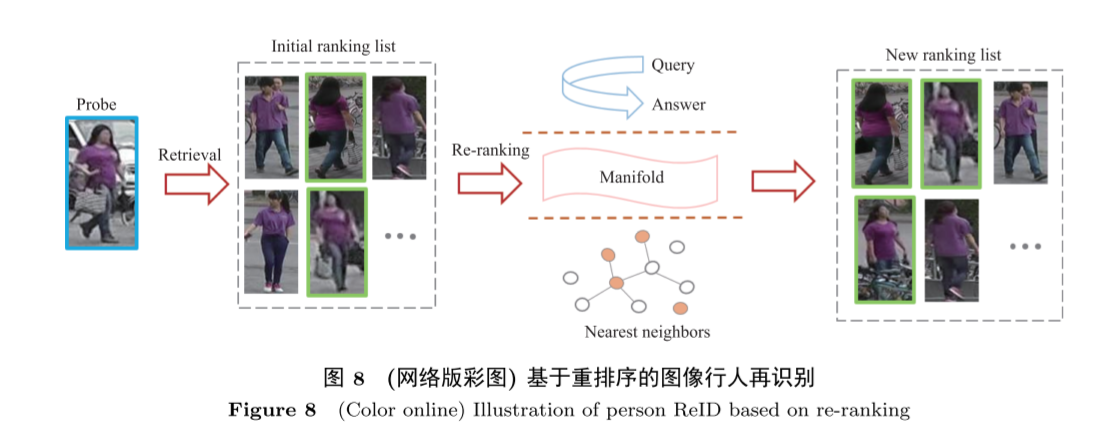 Probe
Retrieval
Initial ranking list
Re-ranking
Query
Answer
Manifold
Nearest neighbors
New ranking list
图 8 (网络版彩图) 基于重排序的图像行人再识别
Figure 8 (Color online) Illustration of person ReID based on re-ranking